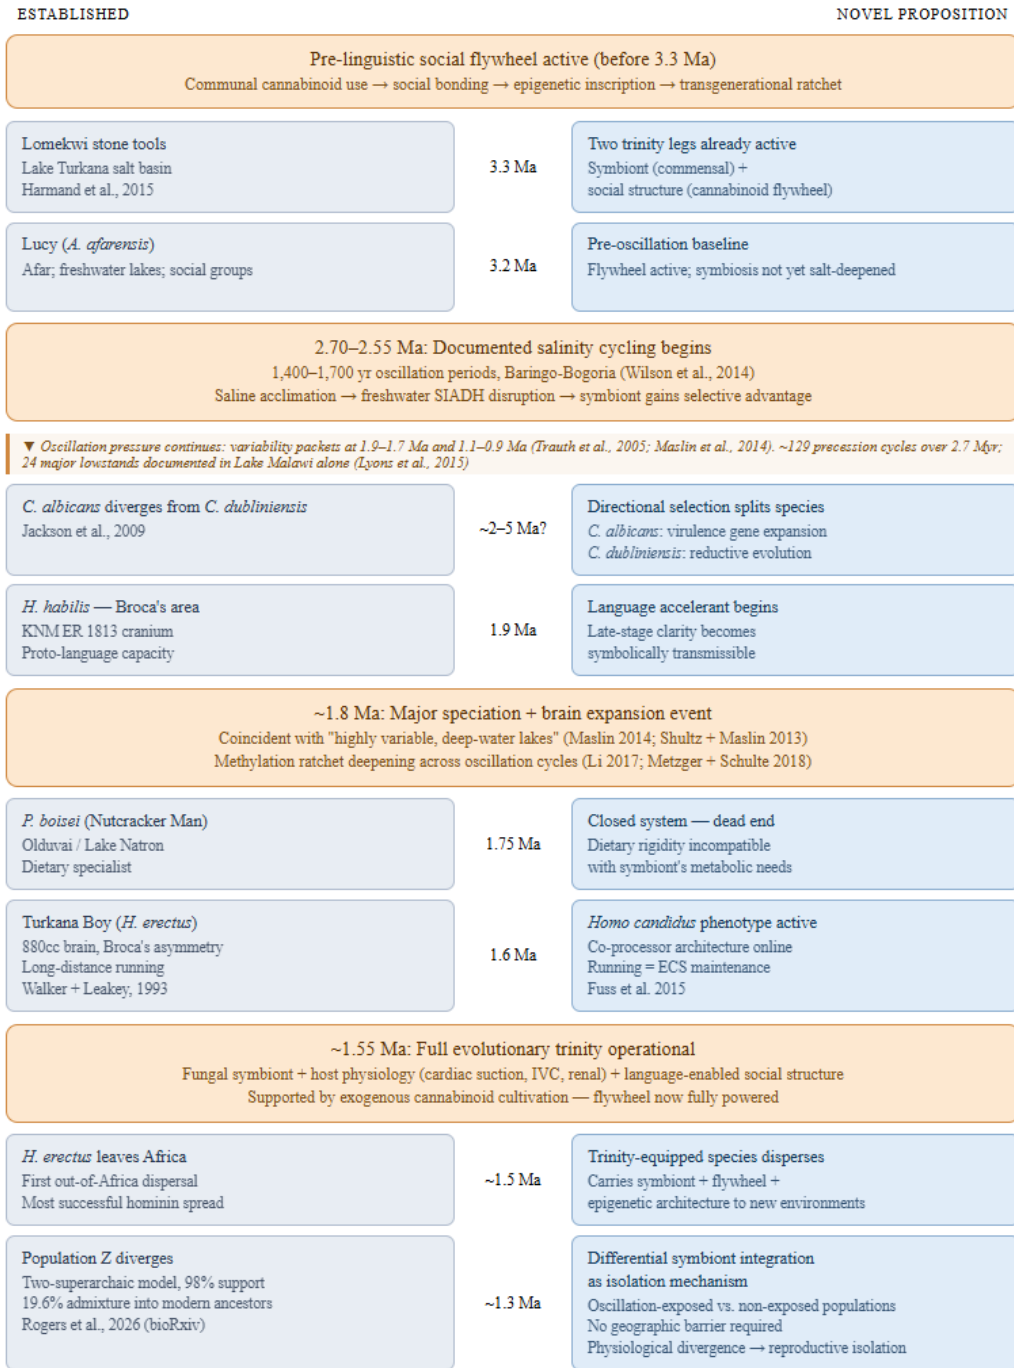 ESTABLISHED
NOVEL PROPOSITION
Pre-linguistic social flywheel active (before 3.3 Ma)
Communal cannabinoid use → social bonding → epigenetic inscription → transgenerational ratchet
Lomekwi stone tools
Lake Turkana salt basin
Harmand et al., 2015
3.3 Ma
Two trinity legs already active
Symbiont (commensal) +
social structure (cannabinoid flywheel)
Lucy (A. afarensis)
Afar; freshwater lakes; social groups
3.2 Ma
Pre-oscillation baseline
Flywheel active; symbiosis not yet salt-deepened
2.70–2.55 Ma: Documented salinity cycling begins
1,400–1,700 yr oscillation periods, Baringo-Bogoria (Wilson et al., 2014)
Saline acclimation → freshwater SIADH disruption → symbiont gains selective advantage
▼ Oscillation pressure continues: variability packets at 1.9–1.7 Ma and 1.1–0.9 Ma (Trauth et al., 2005; Maslin et al., 2014). ~129 precession cycles over 2.7 Myr;
24 major lowstands documented in Lake Malawi alone (Lyons et al., 2015)
C. albicans diverges from C. dubliniensis
Jackson et al., 2009
~2–5 Ma?
Directional selection splits species
C. albicans: virulence gene expansion
C. dubliniensis: reductive evolution
H. habilis — Broca's area
KNM ER 1813 cranium
Proto-language capacity
1.9 Ma
Language accelerant begins
Late-stage clarity becomes
symbolically transmissible
~1.8 Ma: Major speciation + brain expansion event
Coincident with "highly variable, deep-water lakes" (Maslin 2014; Shultz + Maslin 2013)
Methylation ratchet deepening across oscillation cycles (Li 2017; Metzger + Schulte 2018)
P. boisei (Nutcracker Man)
Olduvai / Lake Natron
Dietary specialist
1.75 Ma
Closed system — dead end
Dietary rigidity incompatible
with symbiont's metabolic needs
Turkana Boy (H. erectus)
880cc brain, Broca's asymmetry
Long-distance running
Walker + Leakey, 1993
1.6 Ma
Homo candidus phenotype active
Co-processor architecture online
Running = ECS maintenance
Fuss et al. 2015
~1.55 Ma: Full evolutionary trinity operational
Fungal symbiont + host physiology (cardiac suction, IVC, renal) + language-enabled social structure
Supported by exogenous cannabinoid cultivation — flywheel now fully powered
H. erectus leaves Africa
First out-of-Africa dispersal
Most successful hominin spread
~1.5 Ma
Trinity-equipped species disperses
Carries symbiont + flywheel +
epigenetic architecture to new environments
Population Z diverges
Two-superarchaic model, 98% support
19.6% admixture into modern ancestors
Rogers et al., 2026 (bioRxiv)
~1.3 Ma
Differential symbiont integration
as isolation mechanism
Oscillation-exposed vs. non-exposed populations
No geographic barrier required
Physiological divergence → reproductive isolation